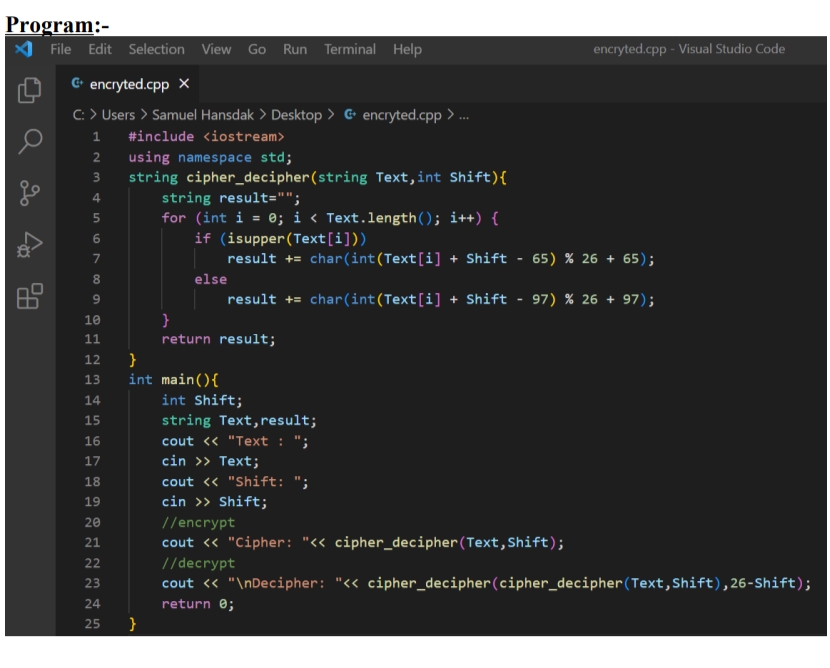 Program:-
File Edit Selection View Go Run Terminal Help encryted.cpp - Visual Studio Code
encryted.cpp ×
C: > Users > Samuel Hansdak > Desktop > encryted.cpp > ...
1 #include <iostream>
2 using namespace std;
3 string cipher_decipher(string Text,int Shift){
4     string result="";
5     for (int i = 0; i < Text.length(); i++) {
6         if (isupper(Text[i]))
7             result += char(int(Text[i] + Shift - 65) % 26 + 65);
8         else
9             result += char(int(Text[i] + Shift - 97) % 26 + 97);
10     }
11     return result;
12 }
13 int main(){
14     int Shift;
15     string Text,result;
16     cout << "Text : ";
17     cin >> Text;
18     cout << "Shift: ";
19     cin >> Shift;
20     //encrypt
21     cout << "Cipher: "<< cipher_decipher(Text,Shift);
22     //decrypt
23     cout << "\nDecipher: "<< cipher_decipher(cipher_decipher(Text,Shift),26-Shift);
24     return 0;
25 }